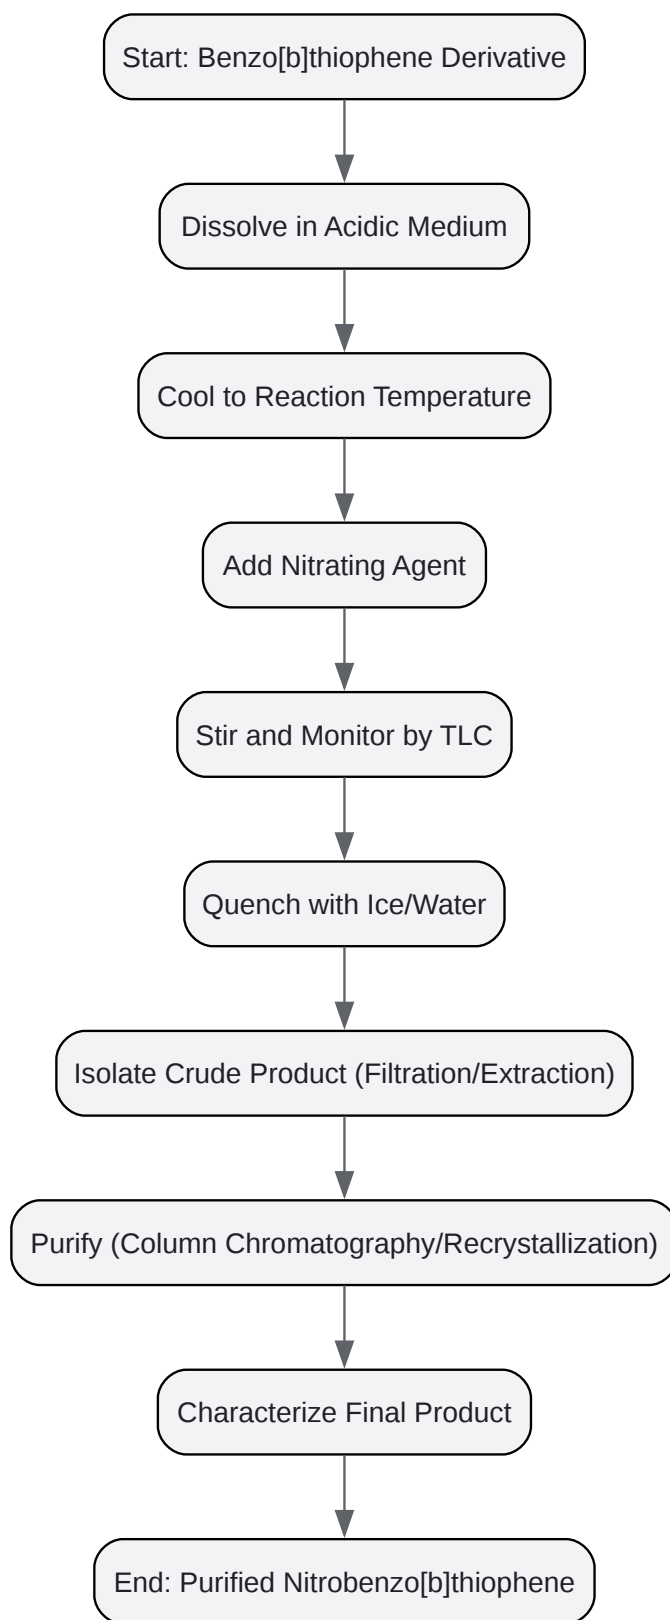 Start: Benzo[b]thiophene Derivative
Dissolve in Acidic Medium
Cool to Reaction Temperature
Add Nitrating Agent
Stir and Monitor by TLC
Quench with Ice/Water
Isolate Crude Product (Filtration/Extraction)
Purify (Column Chromatography/Recrystallization)
Characterize Final Product
End: Purified Nitrobenzo[b]thiophene